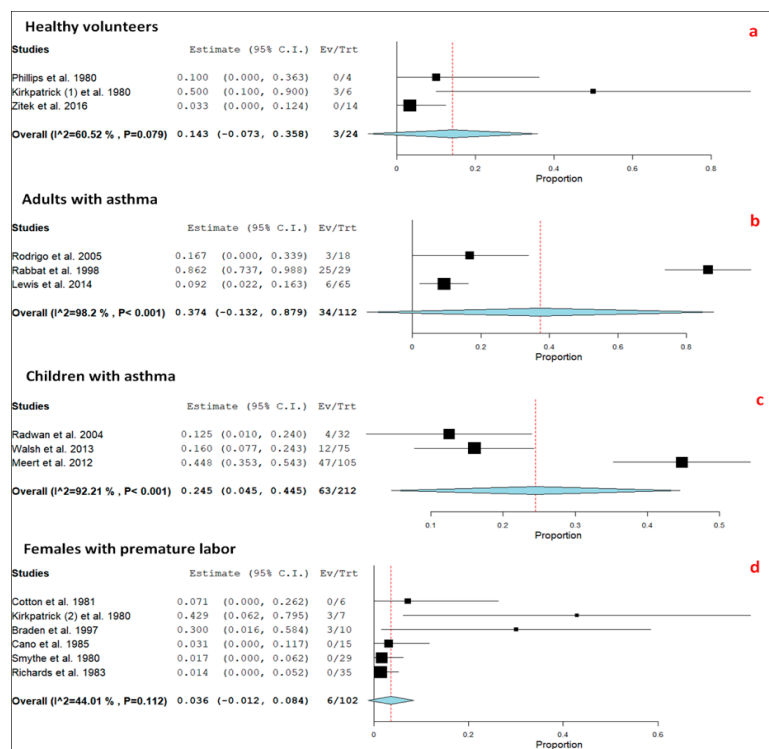 Healthy volunteers
a
Studies Estimate (95% C.I.) Ev/Trt
Phillips et al. 1980 0.100 (0.000, 0.363) 0/4
Kirkpatrick (1) et al. 1980 0.500 (0.100, 0.900) 3/6
Zitek et al. 2016 0.033 (0.000, 0.124) 0/14
Overall (I^2=60.52 % , P=0.079) 0.143 (-0.073, 0.358) 3/24
0 0.2 0.4 0.6 0.8
Proportion
Adults with asthma
b
Studies Estimate (95% C.I.) Ev/Trt
Rodrigo et al. 2005 0.167 (0.000, 0.339) 3/18
Rabbat et al. 1998 0.862 (0.737, 0.988) 25/29
Lewis et al. 2014 0.092 (0.022, 0.163) 6/65
Overall (I^2=98.2 % , P< 0.001) 0.374 (-0.132, 0.879) 34/112
0 0.2 0.4 0.6 0.8
Proportion
Children with asthma
c
Studies Estimate (95% C.I.) Ev/Trt
Radwan et al. 2004 0.125 (0.010, 0.240) 4/32
Walsh et al. 2013 0.160 (0.077, 0.243) 12/75
Meert et al. 2012 0.448 (0.353, 0.543) 47/105
Overall (I^2=92.21 % , P< 0.001) 0.245 (0.045, 0.445) 63/212
0.1 0.2 0.3 0.4 0.5
Proportion
Females with premature labor
d
Studies Estimate (95% C.I.) Ev/Trt
Cotton et al. 1981 0.071 (0.000, 0.262) 0/6
Kirkpatrick (2) et al. 1980 0.429 (0.062, 0.795) 3/7
Braden et al. 1997 0.300 (0.016, 0.584) 3/10
Cano et al. 1985 0.031 (0.000, 0.117) 0/15
Smythe et al. 1980 0.017 (0.000, 0.062) 0/29
Richards et al. 1983 0.014 (0.000, 0.052) 0/35
Overall (I^2=44.01 % , P=0.112) 0.036 (-0.012, 0.084) 6/102
0 0.2 0.4 0.6
Proportion